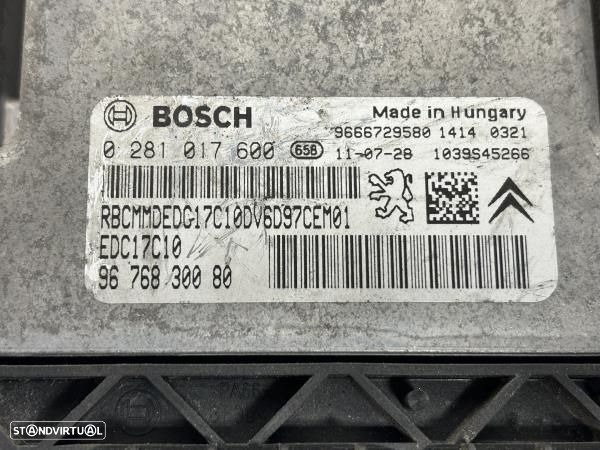 BOSCH
Made in Hungary
9666729580 1414 0321
0 281 017 600 656 11-07-28 1039S45266
RBCMMDEDG17C10DV6D97CEM01
EDC17C10
96 768 300 80
STANDVIRTUAL